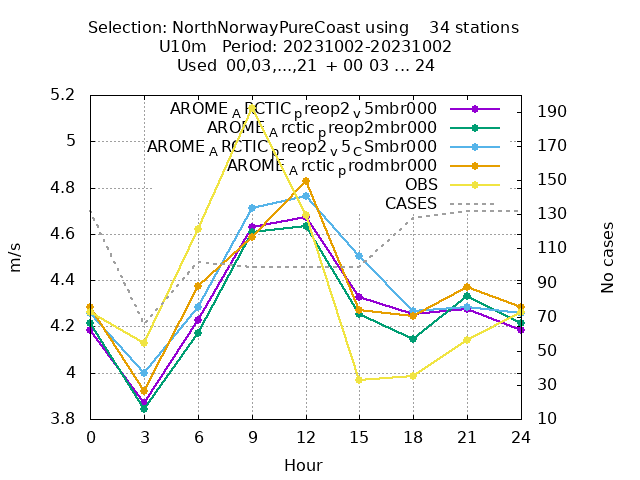 Selection: NorthNorwayPureCoast using 34 stations
U10m Period: 20231002-20231002
Used 00,03,...,21 + 00 03 ... 24
AROME_ARCTIC_preop2_v5mbr000
AROME_Arctic_preop2mbr000
AROME_ARCTIC_preop2_v5_CSmbr000
AROME_Arctic_prodmbr000
OBS
CASES
5.2
5
4.8
4.6
4.4
4.2
4
3.8
m/s
190
170
150
130
110
90
70
50
30
10
No cases
0 3 6 9 12 15 18 21 24
Hour